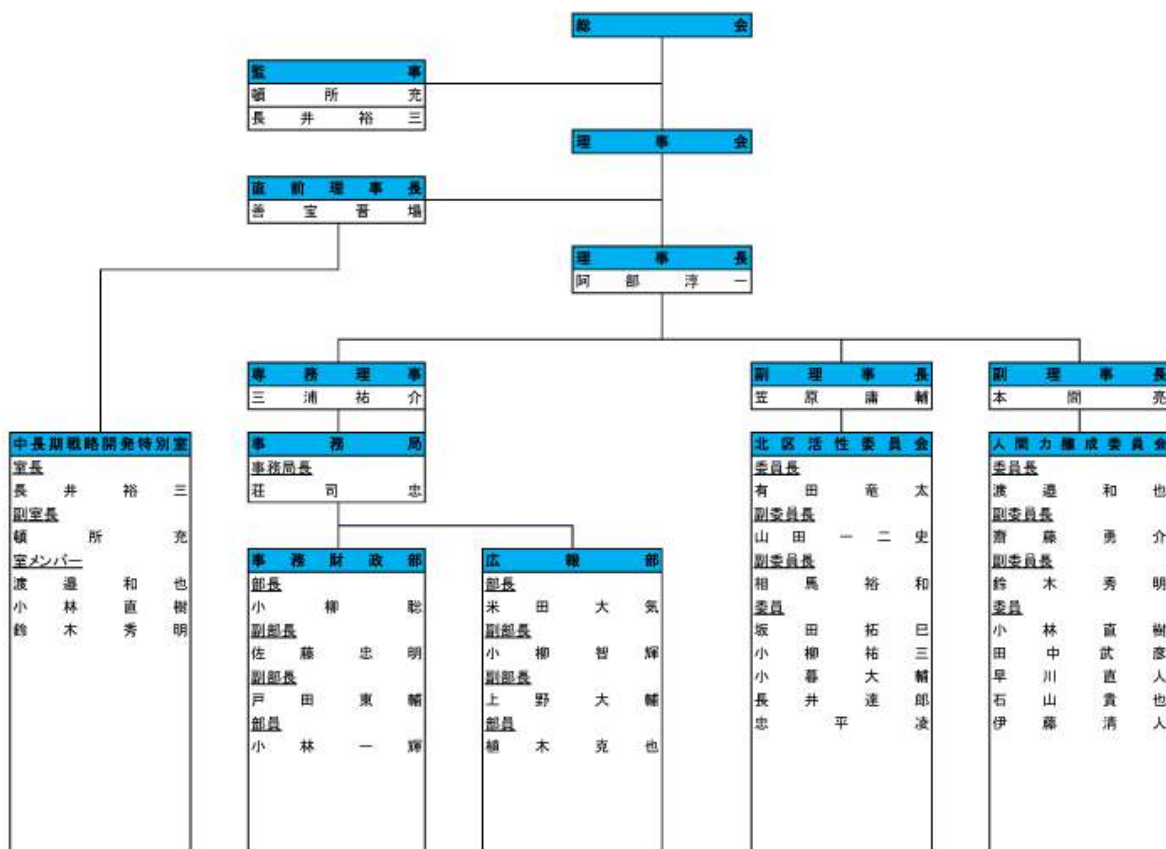 総会
監事
頓所充
長井裕三
理事会
直前理事長
善宝晋場
理事長
阿部淳一
専務理事
三浦祐介
副理事長
笠原庸輔
副理事長
本間亮
中長期戦略開発特別室
室長
長井裕三
副室長
頓所充
室メンバー
渡邉和也
小林直樹
鈴木秀明
事務局
事務局長
荘司忠
事務財政部
部長
小柳聡
副部長
佐藤忠明
副部長
戸田東輔
部員
小林一輝
広報部
部長
米田大気
副部長
小柳智輝
副部長
上野大輔
部員
植木克也
北区活性委員会
委員長
有田竜太
副委員長
山田一二史
副委員長
相馬裕和
委員
坂田拓巳
小柳祐三
小暮大輔
長井達郎
忠平凌
人間力醸成委員会
委員長
渡邉和也
副委員長
齋藤勇介
副委員長
鈴木秀明
委員
小林直樹
田中武彦
早川直人
石山貴也
伊藤清人